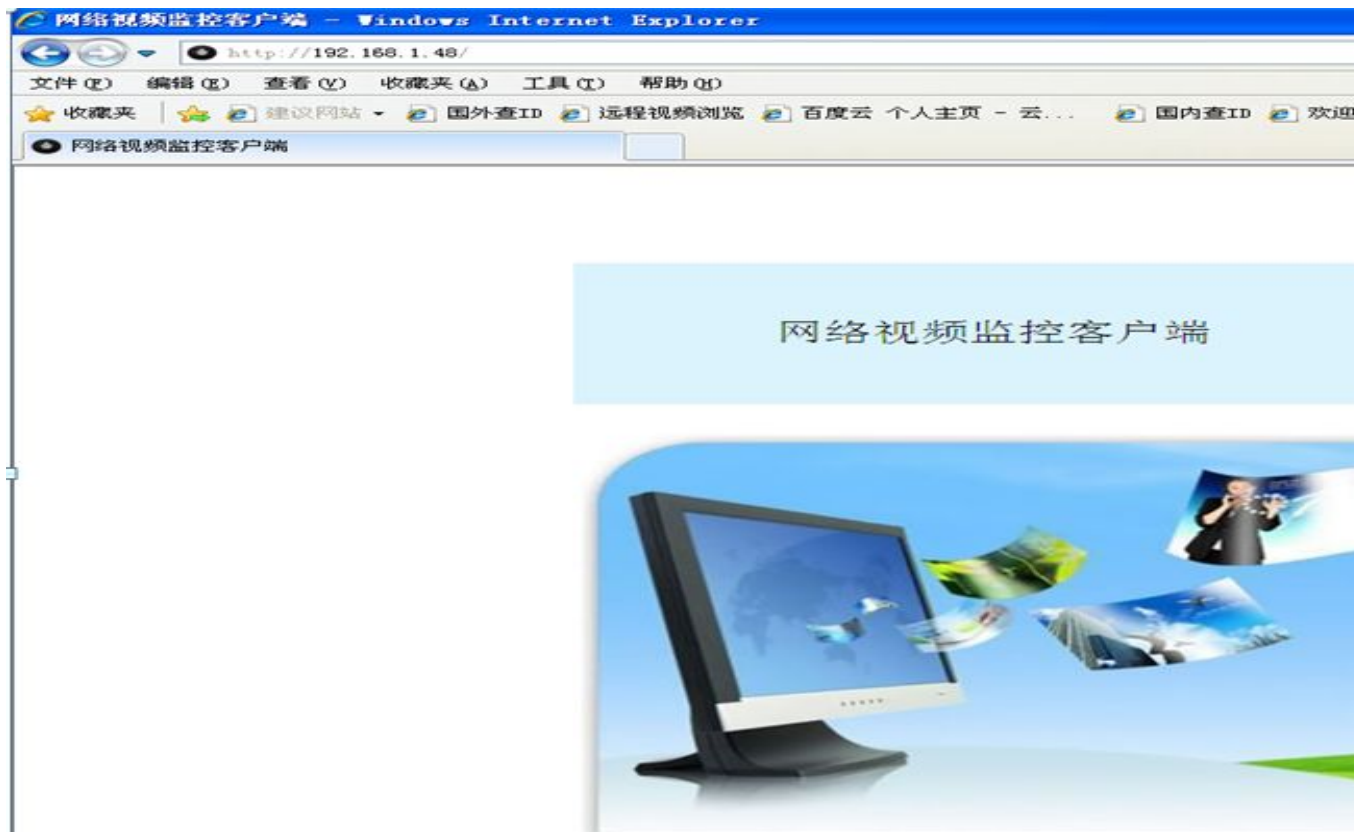 网络视频监控客户端 - Windows Internet Explorer
http://192.168.1.48/
文件(F) 编辑(E) 查看(V) 收藏夹(A) 工具(T) 帮助(H)
收藏夹 建议网站 国外查ID 远程视频浏览 百度云 个人主页 - 云... 国内查ID 欢迎
网络视频监控客户端
网络视频监控客户端